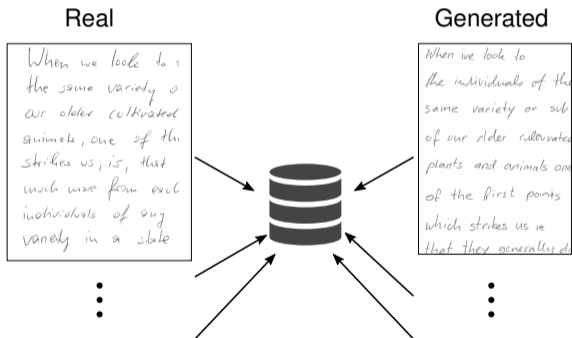 Real
When we look to
the same variety o
our older cultivated
animals, one of th
strikes us, is, that
much more from each
individuals of any
variety in a state
Generated
When we look to
the individuals of the
same variety or sub
of our older
plants and animals one
of the first points
which strikes us is
that they generally di